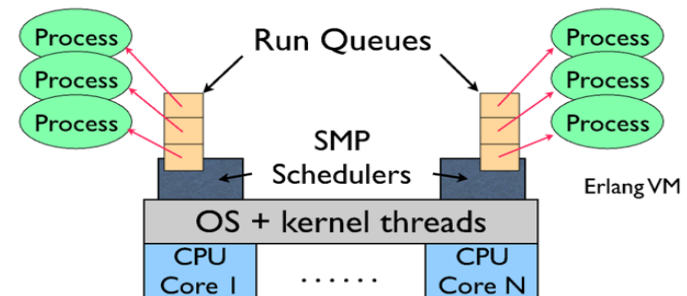 Process
Process
Process
Run Queues
Process
Process
Process
SMP
Schedulers
Erlang VM
OS + kernel threads
CPU
Core 1
......
CPU
Core N